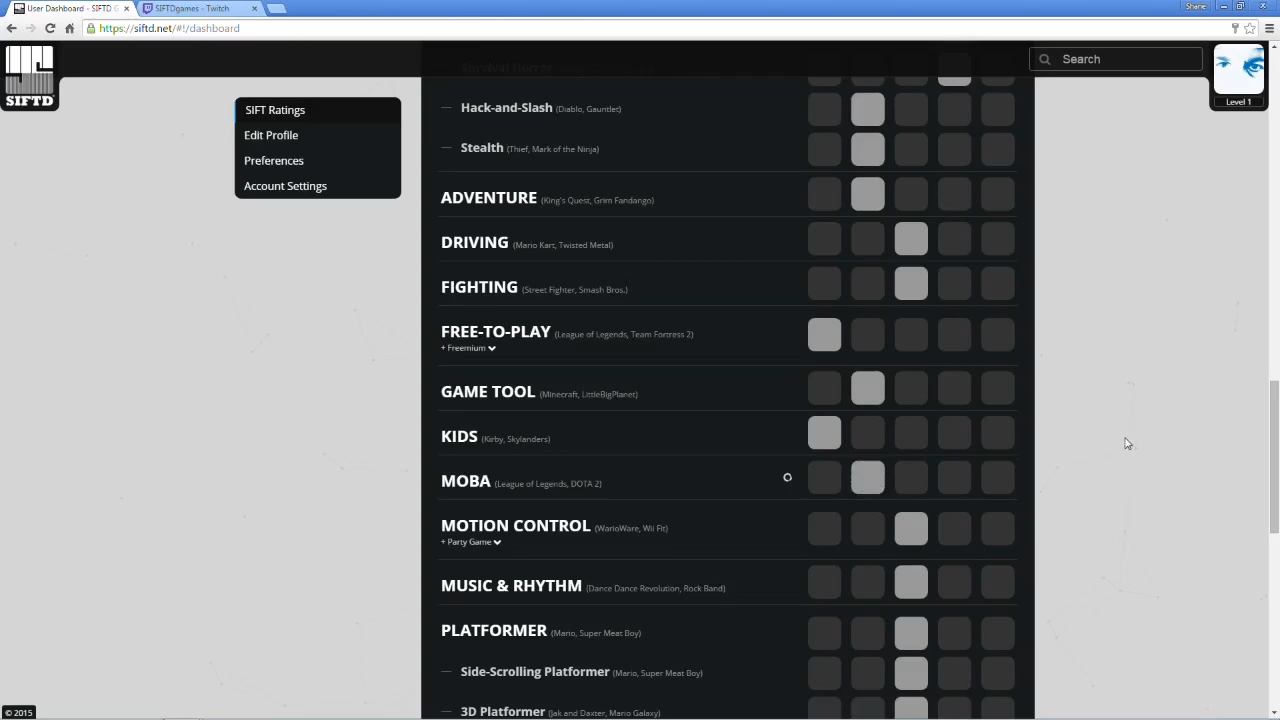 User Dashboard - SIFTD G
SIFTDgames - Twitch
Shane
https://siftd.net/#!/dashboard
SIFTD
Search
Level 1
SIFT Ratings
Edit Profile
Preferences
Account Settings
Survival Horror
Hack-and-Slash (Diablo, Gauntlet)
Stealth (Thief, Mark of the Ninja)
ADVENTURE (King's Quest, Grim Fandango)
DRIVING (Mario Kart, Twisted Metal)
FIGHTING (Street Fighter, Smash Bros.)
FREE-TO-PLAY (League of Legends, Team Fortress 2)
+ Freemium
GAME TOOL (Minecraft, LittleBigPlanet)
KIDS (Kirby, Skylanders)
MOBA (League of Legends, DOTA 2)
MOTION CONTROL (WarioWare, Wii Fit)
+ Party Game
MUSIC & RHYTHM (Dance Dance Revolution, Rock Band)
PLATFORMER (Mario, Super Meat Boy)
Side-Scrolling Platformer (Mario, Super Meat Boy)
3D Platformer (Jak and Daxter, Mario Galaxy)
© 2015